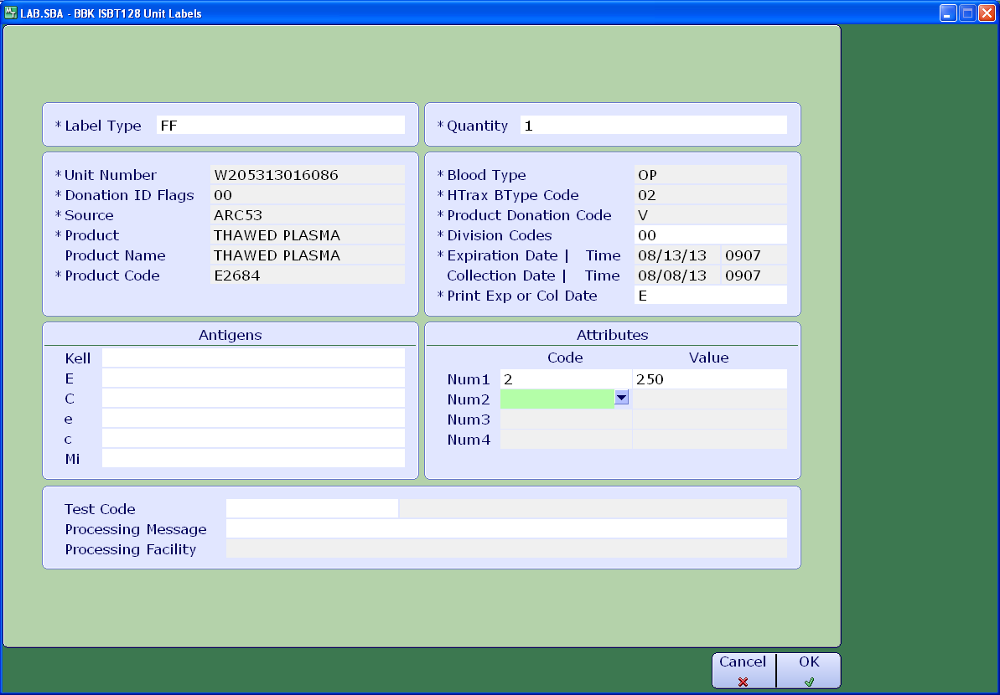 LAB.SBA - BBK ISBT128 Unit Labels
* Label Type FF
* Quantity 1
* Unit Number W205313016086
* Donation ID Flags 00
* Source ARC53
* Product THAWED PLASMA
Product Name THAWED PLASMA
* Product Code E2684
* Blood Type OP
* HTrax BType Code 02
* Product Donation Code V
* Division Codes 00
* Expiration Date | Time 08/13/13 0907
Collection Date | Time 08/08/13 0907
* Print Exp or Col Date E
Antigens
Kell
E
C
e
c
Mi
Attributes
Code Value
Num1 2 250
Num2
Num3
Num4
Test Code
Processing Message
Processing Facility
Cancel OK